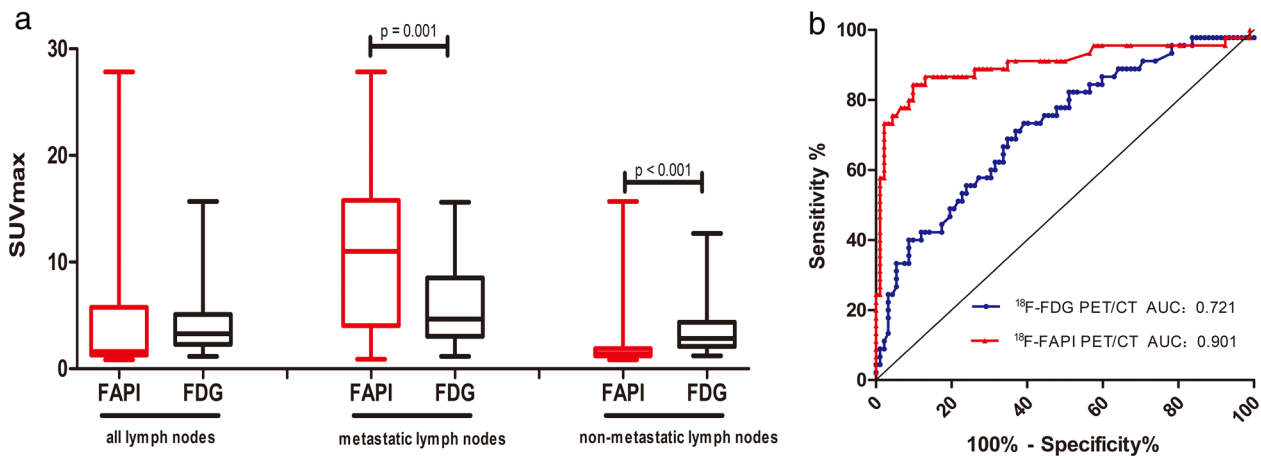 a
p = 0.001
p < 0.001
SUVmax
30
20
10
0
FAPI FDG FAPI FDG FAPI FDG
all lymph nodes metastatic lymph nodes non-metastatic lymph nodes
b
Sensitivity %
100
80
60
40
20
0
¹⁸F-FDG PET/CT AUC: 0.721
¹⁸F-FAPI PET/CT AUC: 0.901
0 20 40 60 80 100
100% - Specificity%